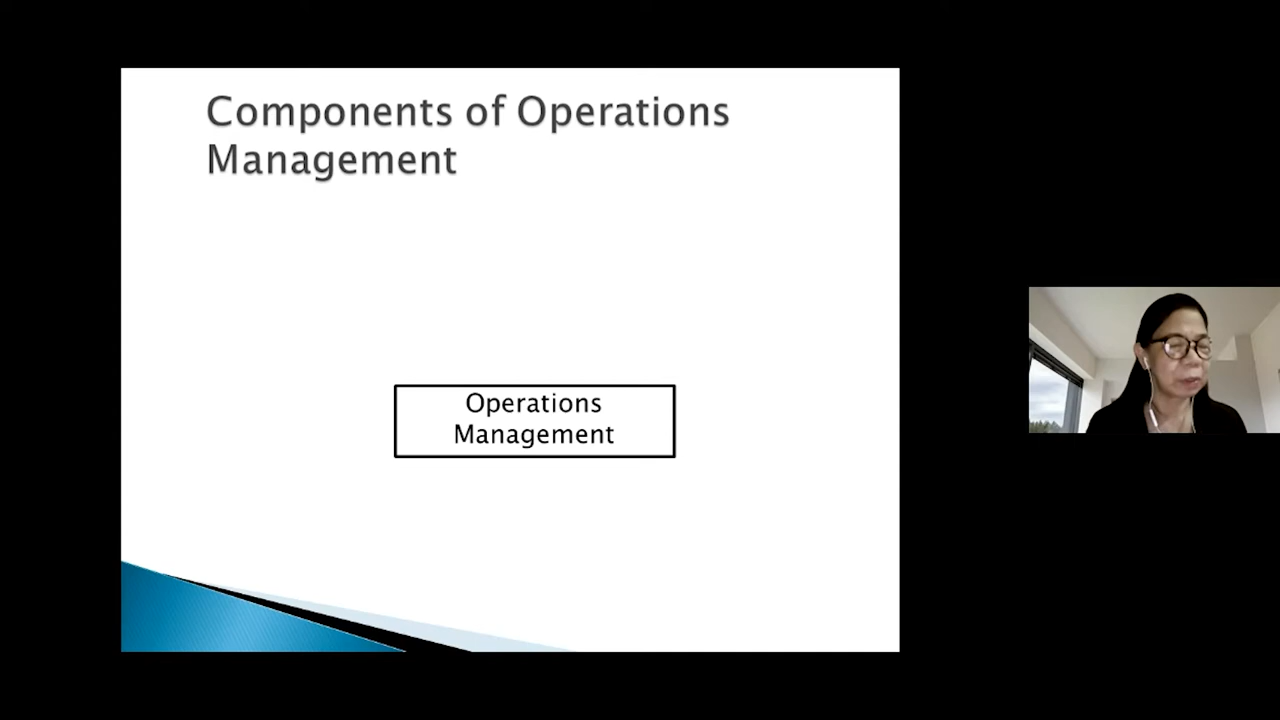 Components of Operations
Management
Operations
Management